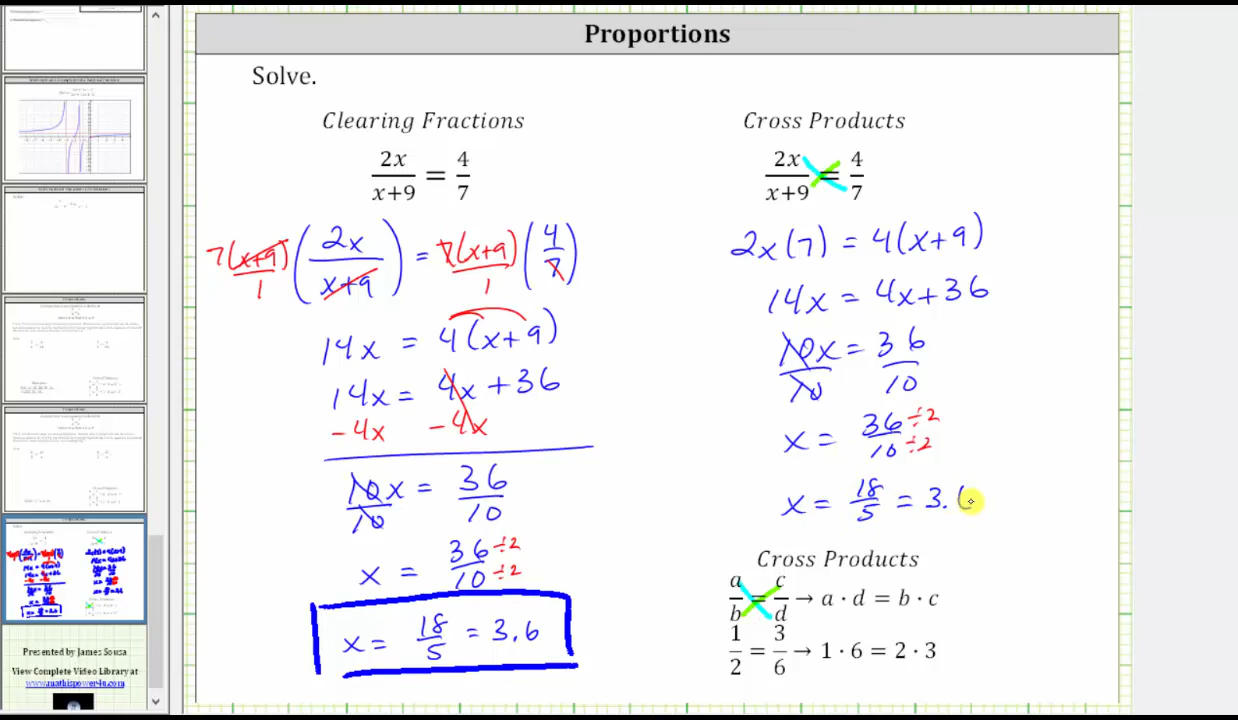 Proportions
Solve.
Clearing Fractions
2x/(x+9) = 4/7
7(x+9)/1 (2x/(x+9)) = 7(x+9)/1 (4/7)
14x = 4(x+9)
14x = 4x + 36
-4x -4x
10x/10 = 36/10
x = 36/10 ÷2 ÷2
x = 18/5 = 3.6
Cross Products
2x/(x+9) = 4/7
2x(7) = 4(x+9)
14x = 4x+36
10x/10 = 36/10
x = 36/10 ÷2 ÷2
x = 18/5 = 3.6
Cross Products
a/b = c/d → a · d = b · c
1/2 = 3/6 → 1 · 6 = 2 · 3
Presented by James Sousa
View Complete Video Library at
www.mathispower4u.com